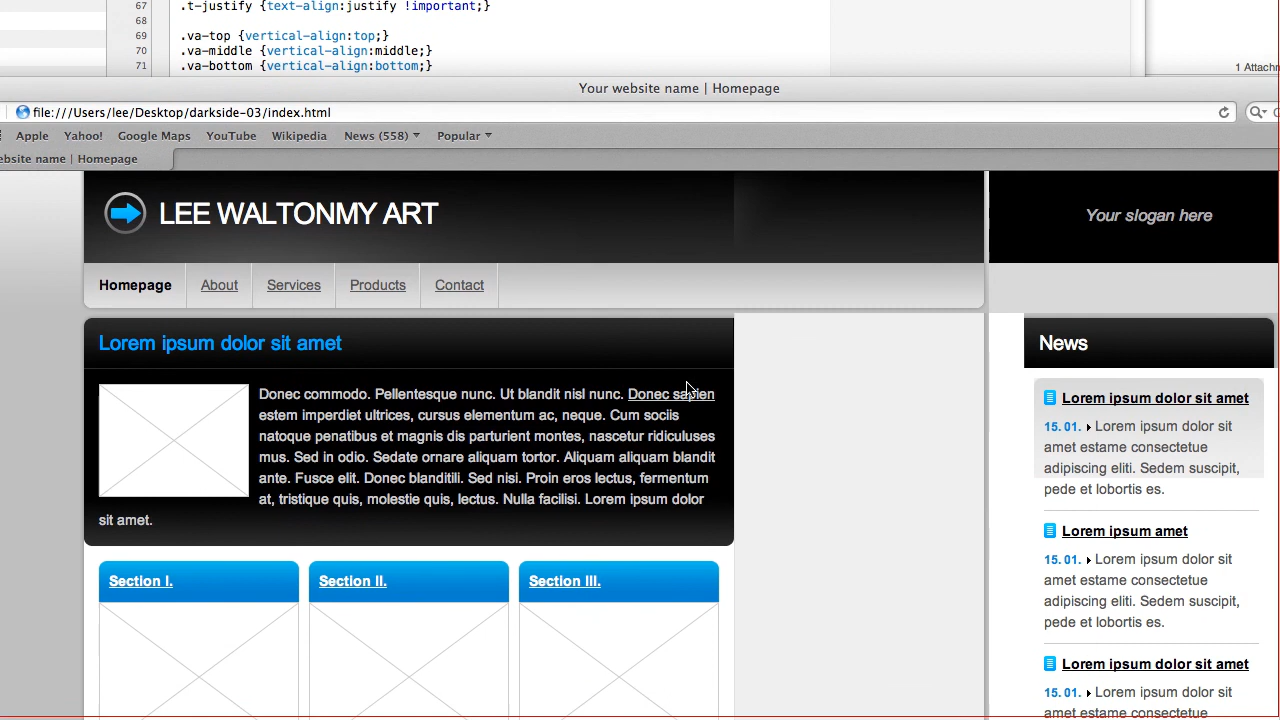 67 .t-justify {text-align:justify !important;}
68
69 .va-top {vertical-align:top;}
70 .va-middle {vertical-align:middle;}
71 .va-bottom {vertical-align:bottom;}
1 Attachm
Your website name | Homepage
file:///Users/lee/Desktop/darkside-03/index.html
Apple Yahoo! Google Maps YouTube Wikipedia News (558) Popular
ebsite name | Homepage
LEE WALTONMY ART
Your slogan here
Homepage About Services Products Contact
Lorem ipsum dolor sit amet
Donec commodo. Pellentesque nunc. Ut blandit nisl nunc. Donec sapien
estem imperdiet ultrices, cursus elementum ac, neque. Cum sociis
natoque penatibus et magnis dis parturient montes, nascetur ridiculuses
mus. Sed in odio. Sedate ornare aliquam tortor. Aliquam aliquam blandit
ante. Fusce elit. Donec blanditili. Sed nisi. Proin eros lectus, fermentum
at, tristique quis, molestie quis, lectus. Nulla facilisi. Lorem ipsum dolor
sit amet.
Section I. Section II. Section III.
News
Lorem ipsum dolor sit amet
15. 01. Lorem ipsum dolor sit
amet estame consectetue
adipiscing eliti. Sedem suscipit,
pede et lobortis es.
Lorem ipsum amet
15. 01. Lorem ipsum dolor sit
amet estame consectetue
adipiscing eliti. Sedem suscipit,
pede et lobortis es.
Lorem ipsum dolor sit amet
15. 01. Lorem ipsum dolor sit
amet estame consectetue